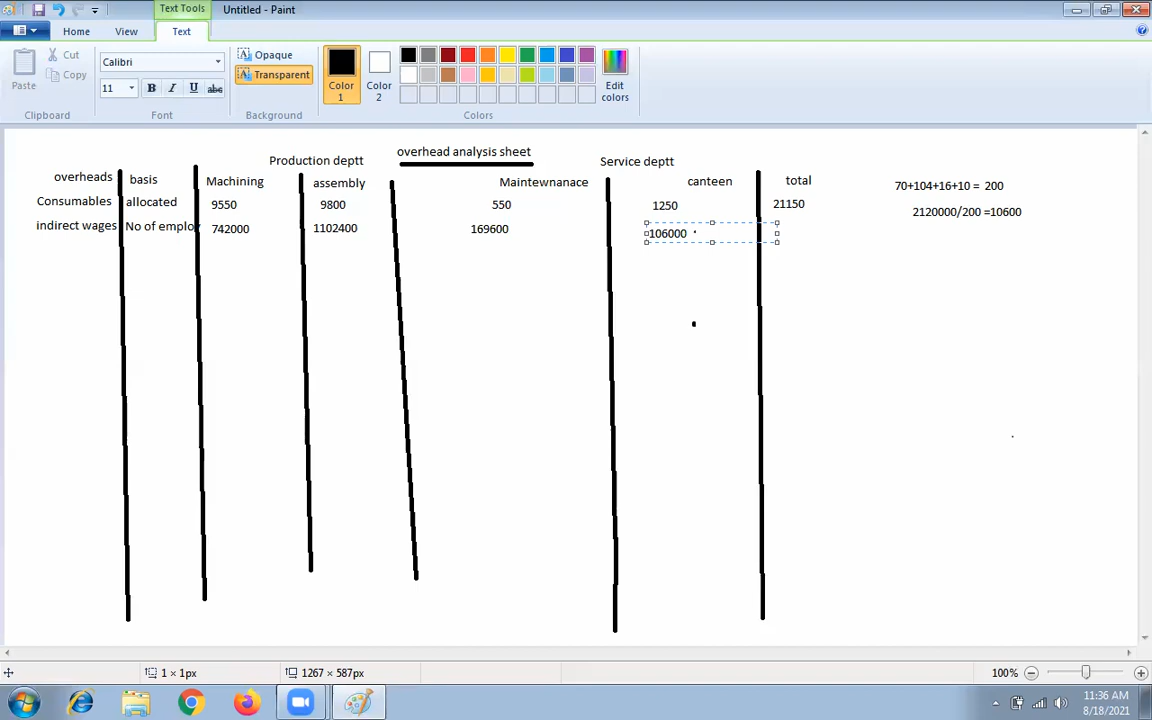 Text Tools
Untitled - Paint
Home View Text
Paste
Cut
Copy
Clipboard
Calibri
11 B I U abc
Font
Opaque
Transparent
Background
Color 1
Color 2
Edit colors
Colors
overhead analysis sheet
Production deptt Service deptt
overheads basis Machining assembly Maintewnanace canteen total
Consumables allocated 9550 9800 550 1250 21150
indirect wages No of employ 742000 1102400 169600 106000
70+104+16+10 = 200
2120000/200 =10600
1 × 1px
1267 × 587px
100%
11:36 AM
8/18/2021